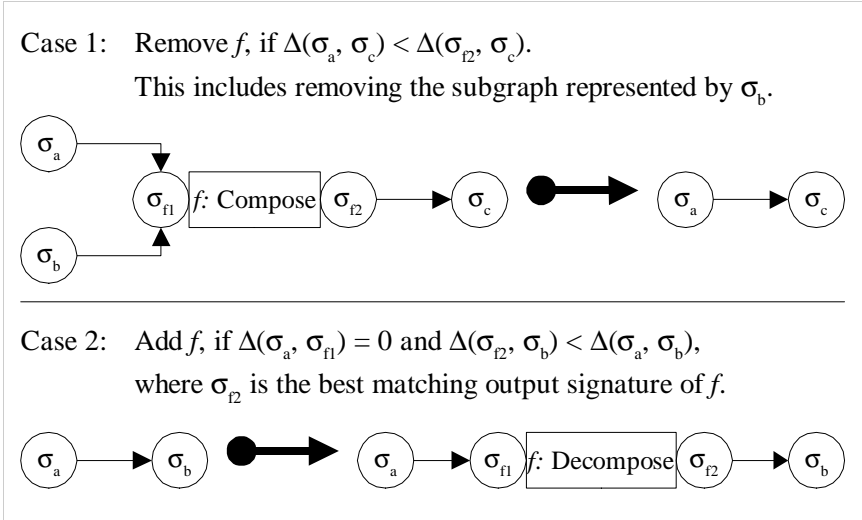 Case 1: Remove f, if Δ(σa, σc) < Δ(σf2, σc).
This includes removing the subgraph represented by σb.
σa
σf1 f: Compose σf2 σc σa σc
σb
Case 2: Add f, if Δ(σa, σf1) = 0 and Δ(σf2, σb) < Δ(σa, σb),
where σf2 is the best matching output signature of f.
σa σb σa σf1 f: Decompose σf2 σb